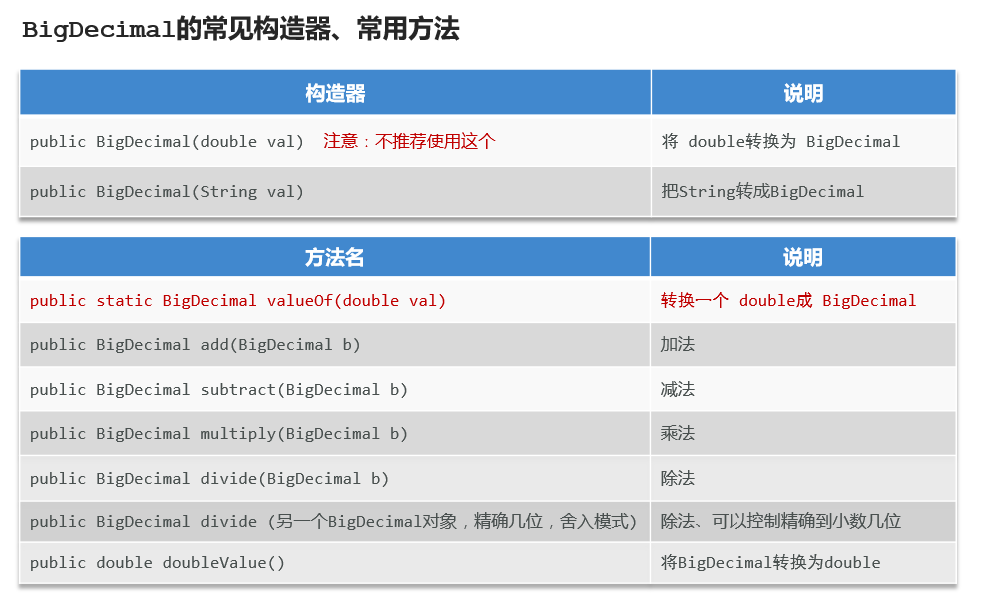 BigDecimal的常见构造器、常用方法
构造器 说明
public BigDecimal(double val) 注意：不推荐使用这个 将 double转换为 BigDecimal
public BigDecimal(String val) 把String转成BigDecimal
方法名 说明
public static BigDecimal valueOf(double val) 转换一个 double成 BigDecimal
public BigDecimal add(BigDecimal b) 加法
public BigDecimal subtract(BigDecimal b) 减法
public BigDecimal multiply(BigDecimal b) 乘法
public BigDecimal divide(BigDecimal b) 除法
public BigDecimal divide (另一个BigDecimal对象，精确几位，舍入模式) 除法、可以控制精确到小数几位
public double doubleValue() 将BigDecimal转换为double